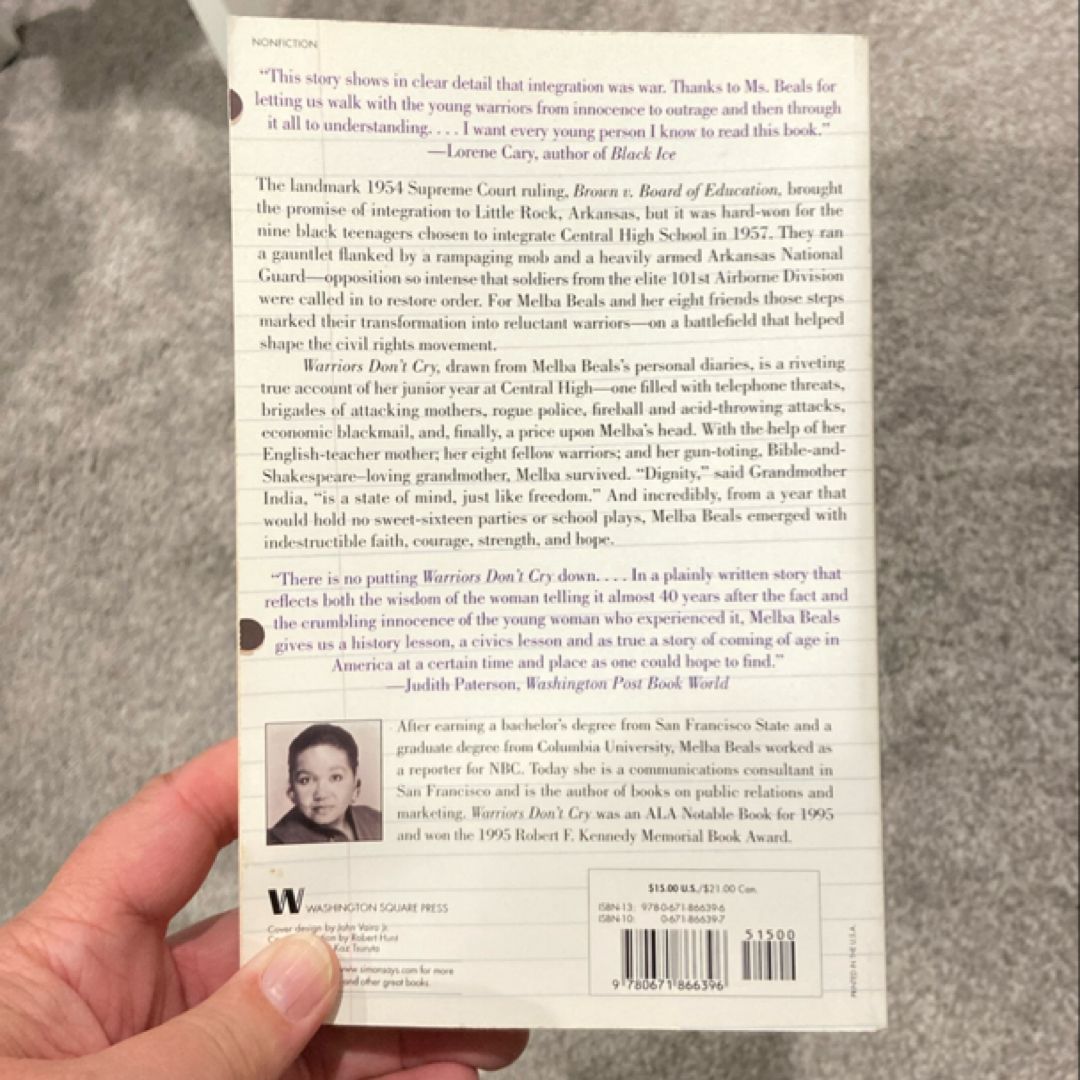 NONFICTION
"This story shows in clear detail that integration was war. Thanks to Ms. Beals for
letting us walk with the young warriors from innocence to outrage and then through
it all to understanding. . . . I want every young person I know to read this book."
—Lorene Cary, author of Black Ice
The landmark 1954 Supreme Court ruling, Brown v. Board of Education, brought
the promise of integration to Little Rock, Arkansas, but it was hard-won for the
nine black teenagers chosen to integrate Central High School in 1957. They ran
a gauntlet flanked by a rampaging mob and a heavily armed Arkansas National
Guard—opposition so intense that soldiers from the elite 101st Airborne Division
were called in to restore order. For Melba Beals and her eight friends those steps
marked their transformation into reluctant warriors—on a battlefield that helped
shape the civil rights movement.
Warriors Don't Cry, drawn from Melba Beals's personal diaries, is a riveting
true account of her junior year at Central High—one filled with telephone threats,
brigades of attacking mothers, rogue police, fireball and acid-throwing attacks,
economic blackmail, and, finally, a price upon Melba's head. With the help of her
English-teacher mother; her eight fellow warriors; and her gun-toting, Bible-and-
Shakespeare–loving grandmother, Melba survived. "Dignity," said Grandmother
India, "is a state of mind, just like freedom." And incredibly, from a year that
would hold no sweet-sixteen parties or school plays, Melba Beals emerged with
indestructible faith, courage, strength, and hope.
"There is no putting Warriors Don't Cry down. . . . In a plainly written story that
reflects both the wisdom of the woman telling it almost 40 years after the fact and
the crumbling innocence of the young woman who experienced it, Melba Beals
gives us a history lesson, a civics lesson and as true a story of coming of age in
America at a certain time and place as one could hope to find."
—Judith Paterson, Washington Post Book World
After earning a bachelor's degree from San Francisco State and a
graduate degree from Columbia University, Melba Beals worked as
a reporter for NBC. Today she is a communications consultant in
San Francisco and is the author of books on public relations and
marketing. Warriors Don't Cry was an ALA Notable Book for 1995
and won the 1995 Robert F. Kennedy Memorial Book Award.
W WASHINGTON SQUARE PRESS
Cover design by John Vairo Jr.
by Robert Hunt
Kaz Tsuruta
www.simonsays.com for more
and other great books.
$15.00 U.S./$21.00 Can.
ISBN-13: 978-0-671-86639-6
ISBN-10: 0-671-86639-7
51500
9 780671 866396
PRINTED IN THE U.S.A.